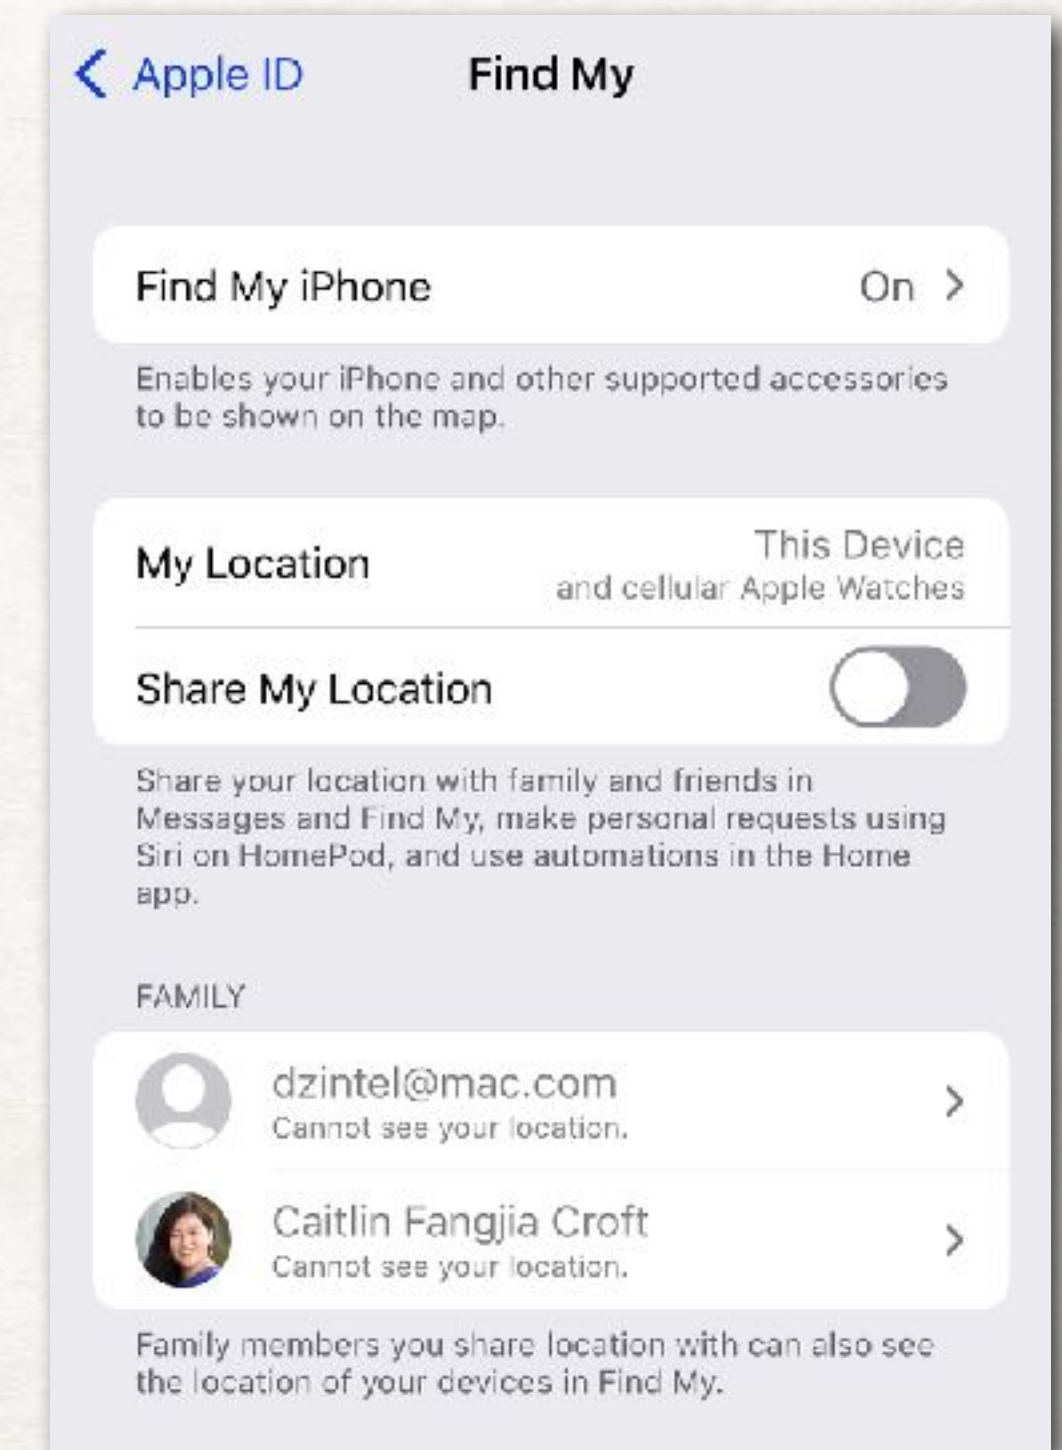 Apple ID Find My
Find My iPhone On
Enables your iPhone and other supported accessories
to be shown on the map.
My Location This Device
and cellular Apple Watches
Share My Location
Share your location with family and friends in
Messages and Find My, make personal requests using
Siri on HomePod, and use automations in the Home
app.
FAMILY
dzintel@mac.com
Cannot see your location.
Caitlin Fangjia Croft
Cannot see your location.
Family members you share location with can also see
the location of your devices in Find My.